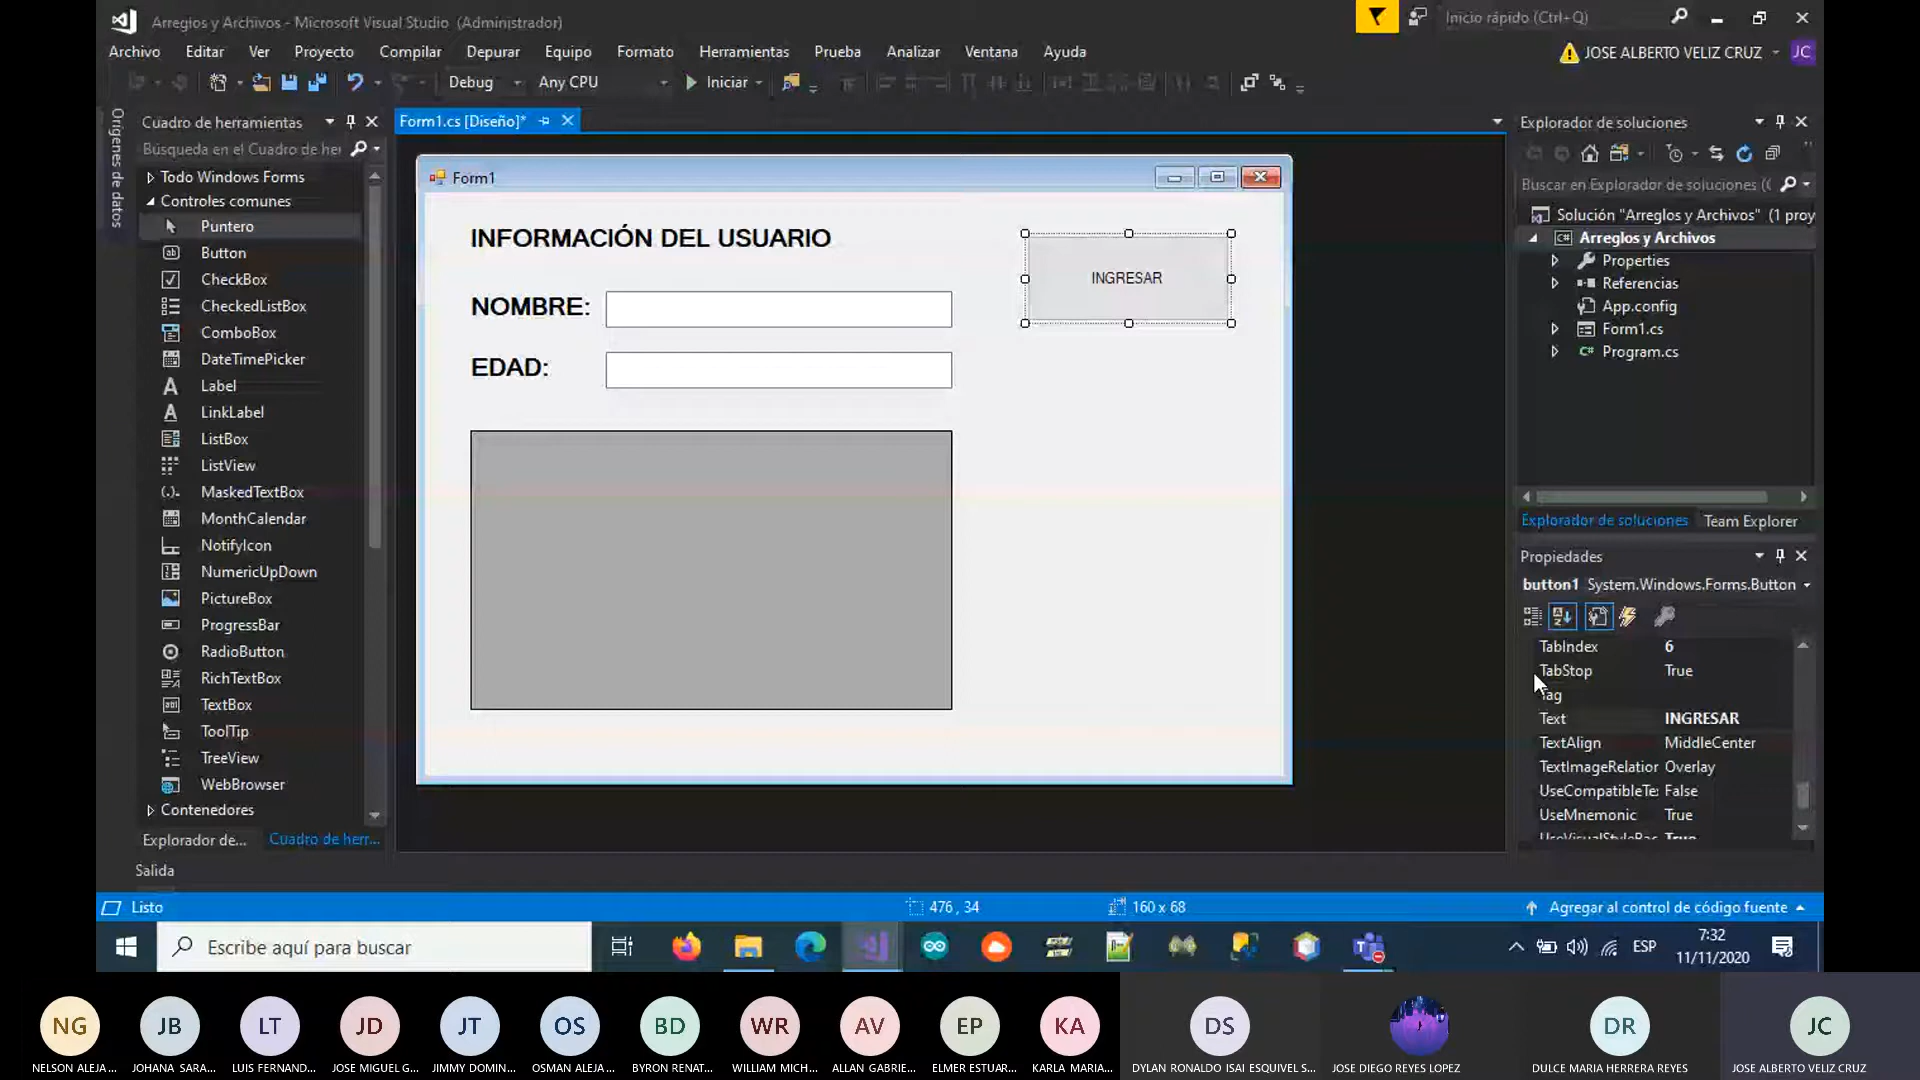 Arreglos y Archivos - Microsoft Visual Studio (Administrador)
Inicio rápido (Ctrl+Q)
Archivo Editar Ver Proyecto Compilar Depurar Equipo Formato Herramientas Prueba Analizar Ventana Ayuda
JOSE ALBERTO VELIZ CRUZ JC
Debug Any CPU Iniciar
Orígenes de datos
Cuadro de herramientas
Búsqueda en el Cuadro de her
Todo Windows Forms
Controles comunes
Puntero
Button
CheckBox
CheckedListBox
ComboBox
DateTimePicker
Label
LinkLabel
ListBox
ListView
MaskedTextBox
MonthCalendar
NotifyIcon
NumericUpDown
PictureBox
ProgressBar
RadioButton
RichTextBox
TextBox
ToolTip
TreeView
WebBrowser
Contenedores
Explorador de... Cuadro de herr...
Form1.cs [Diseño]*
Form1
INFORMACIÓN DEL USUARIO
NOMBRE:
EDAD:
INGRESAR
Explorador de soluciones
Buscar en Explorador de soluciones (
Solución "Arreglos y Archivos" (1 proy
Arreglos y Archivos
Properties
Referencias
App.config
Form1.cs
Program.cs
Explorador de soluciones Team Explorer
Propiedades
button1 System.Windows.Forms.Button
TabIndex 6
TabStop True
Tag
Text INGRESAR
TextAlign MiddleCenter
TextImageRelation Overlay
UseCompatibleTe: False
UseMnemonic True
Salida
Listo 476 , 34 160 x 68 Agregar al control de código fuente
Escribe aquí para buscar
ESP
7:32
11/11/2020
NG JB LT JD JT OS BD WR AV EP KA DS DR JC
NELSON ALEJA... JOHANA SARA... LUIS FERNAND... JOSE MIGUEL G... JIMMY DOMIN... OSMAN ALEJA... BYRON RENAT... WILLIAM MICH... ALLAN GABRIE... ELMER ESTUAR... KARLA MARIA... DYLAN RONALDO ISAI ESQUIVEL S... JOSE DIEGO REYES LOPEZ DULCE MARIA HERRERA REYES JOSE ALBERTO VELIZ CRUZ